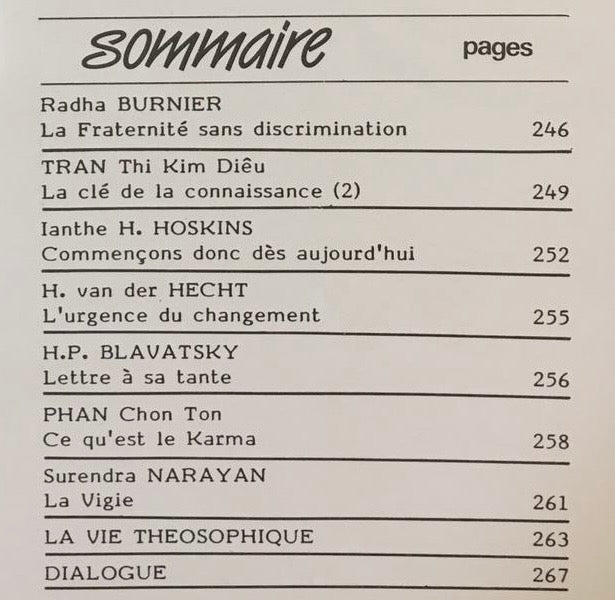 sommaire pages
Radha BURNIER
La Fraternité sans discrimination 246
TRAN Thi Kim Diêu
La clé de la connaissance (2) 249
Ianthe H. HOSKINS
Commençons donc dès aujourd'hui 252
H. van der HECHT
L'urgence du changement 255
H.P. BLAVATSKY
Lettre à sa tante 256
PHAN Chon Ton
Ce qu'est le Karma 258
Surendra NARAYAN
La Vigie 261
LA VIE THEOSOPHIQUE 263
DIALOGUE 267